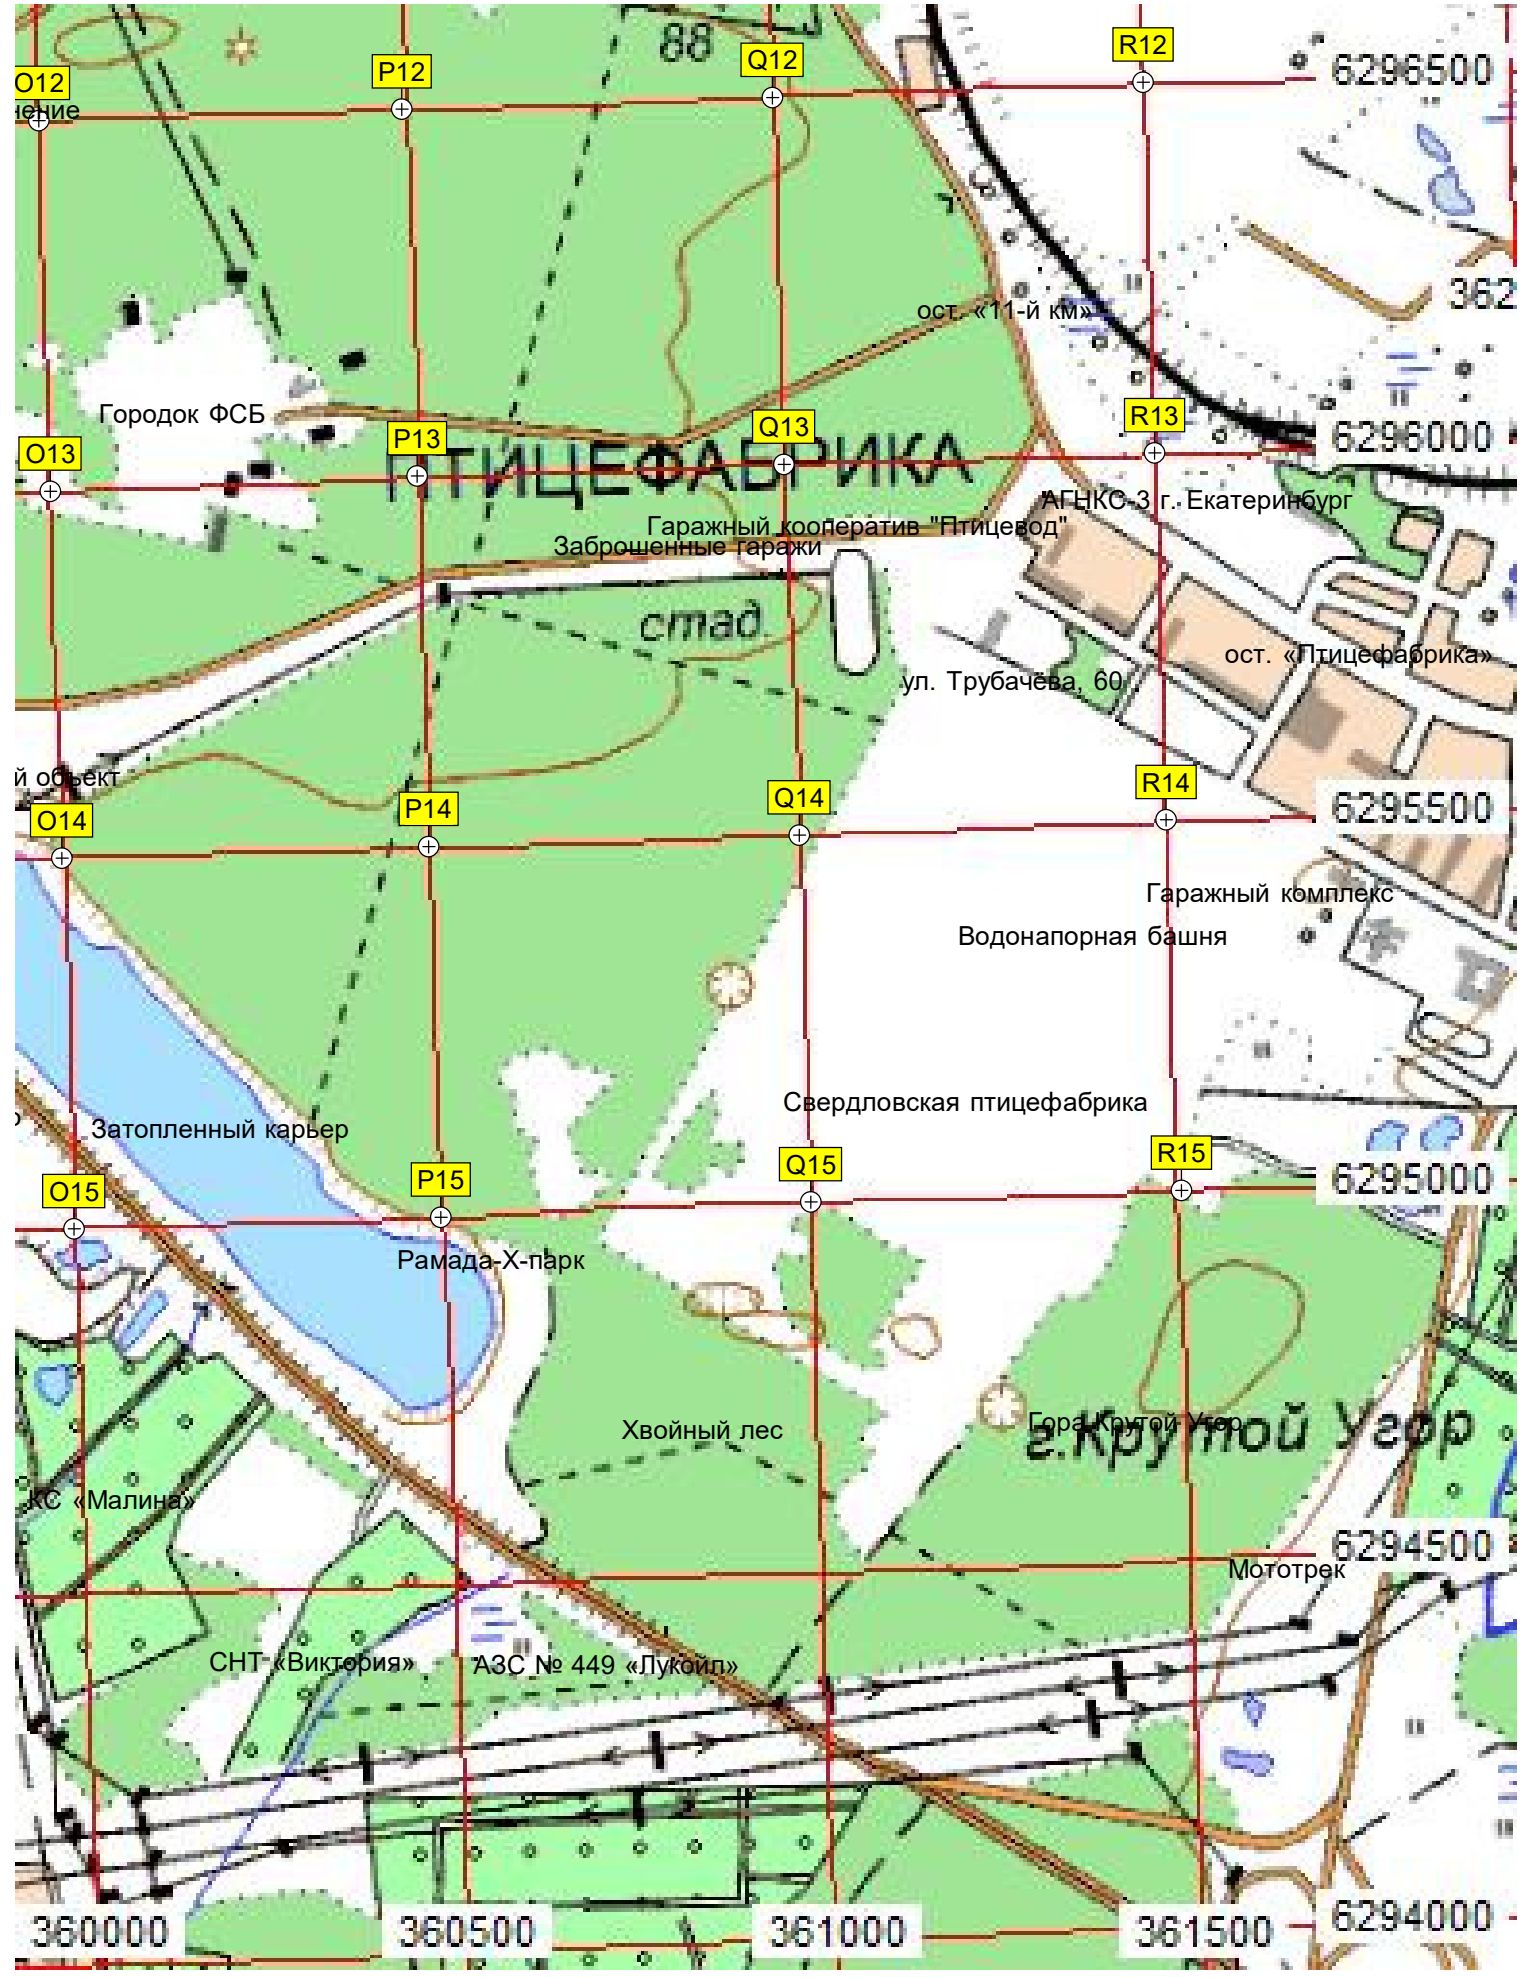 88
R12
Q12
P12
O12
6296500
нение
362
ост. «11-й км»
Городок ФСБ
R13
Q13
P13
O13
6296000
ПТИЦЕФАБРИКА
АГНКС-3 г. Екатеринбург
Гаражный кооператив "Птицевод"
Заброшенные гаражи
стад.
ост. «Птицефабрика»
ул. Трубачёва, 60
й объект
R14
Q14
P14
O14
6295500
Гаражный комплекс
Водонапорная башня
Свердловская птицефабрика
Затопленный карьер
R15
Q15
P15
O15
6295000
Рамада-Х-парк
Хвойный лес
Гора Крутой Угор
г.Крутой Угор
КС «Малина»
6294500
Мототрек
СНТ «Виктория»
АЗС № 449 «Лукойл»
6294000
360000
360500
361000
361500